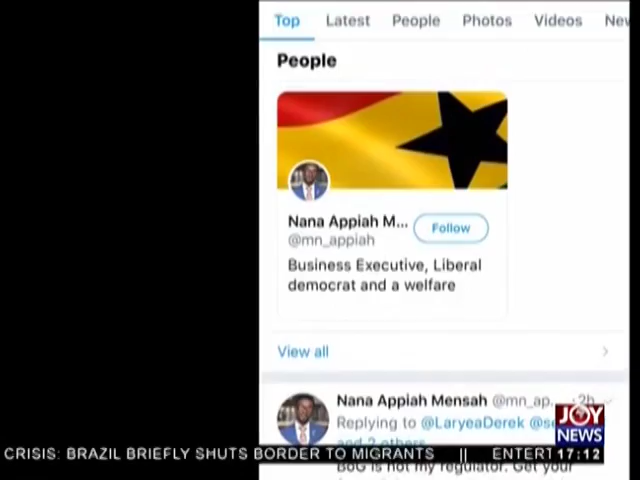 Top Latest People Photos Videos New
People
Nana Appiah M...
Follow
@mn_appiah
Business Executive, Liberal
democrat and a welfare
View all
Nana Appiah Mensah @mn_ap... · 2h
Replying to @LaryeaDerek @se
and 2 others
JOY
NEWS
CRISIS: BRAZIL BRIEFLY SHUTS BORDER TO MIGRANTS || ENTERT
17:12
BoG is not my regulator. Get your